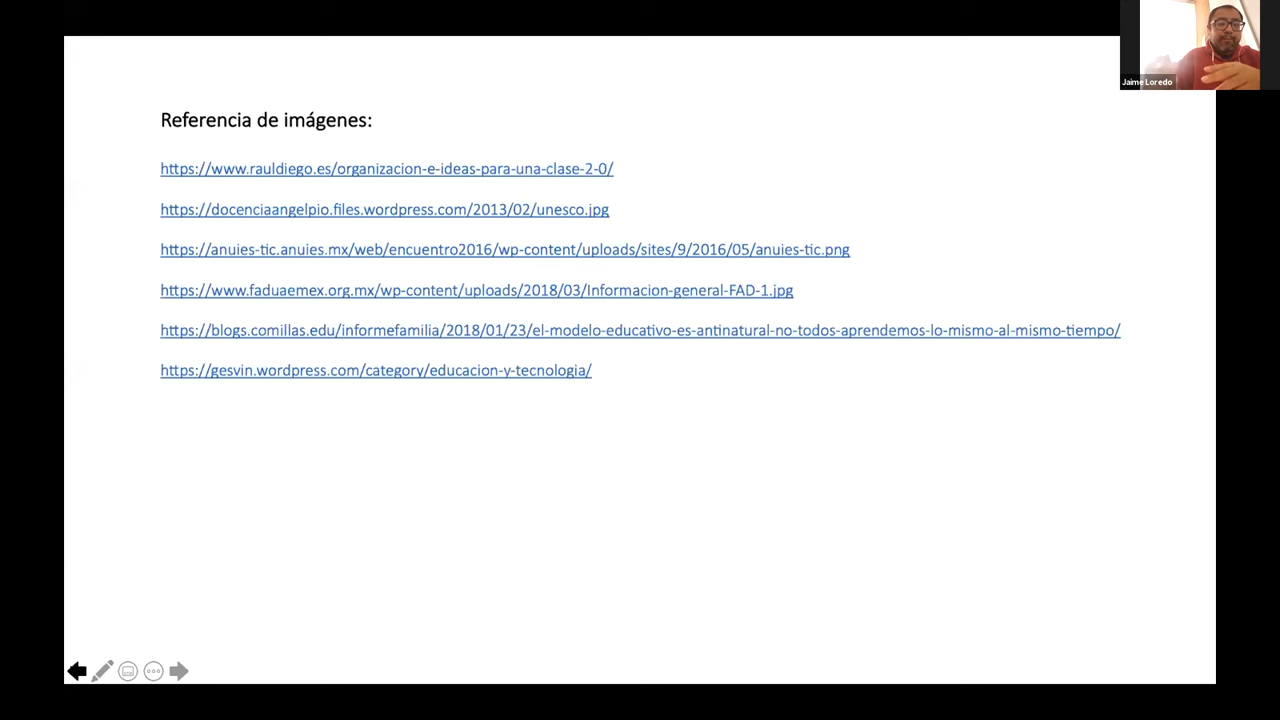 Jaime Loredo
Referencia de imágenes:
https://www.rauldiego.es/organizacion-e-ideas-para-una-clase-2-0/
https://docenciaangelpio.files.wordpress.com/2013/02/unesco.jpg
https://anuies-tic.anuies.mx/web/encuentro2016/wp-content/uploads/sites/9/2016/05/anuies-tic.png
https://www.faduaemex.org.mx/wp-content/uploads/2018/03/Informacion-general-FAD-1.jpg
https://blogs.comillas.edu/informefamilia/2018/01/23/el-modelo-educativo-es-antinatural-no-todos-aprendemos-lo-mismo-al-mismo-tiempo/
https://gesvin.wordpress.com/category/educacion-y-tecnologia/